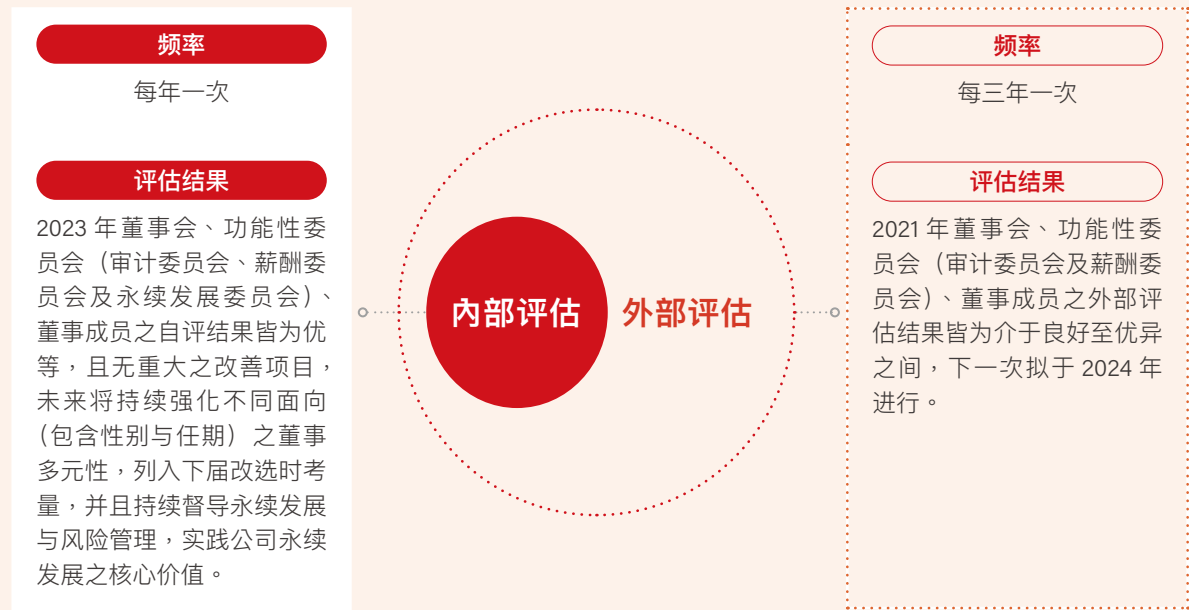 频率
每年一次
评估结果
2023 年董事会、功能性委
员会（审计委员会、薪酬委
员会及永续发展委员会）、
董事成员之自评结果皆为优
等，且无重大之改善项目，
未来将持续强化不同面向
（包含性别与任期）之董事
多元性，列入下届改选时考
量，并且持续督导永续发展
与风险管理，实践公司永续
发展之核心价值。
內部评估
外部评估
频率
每三年一次
评估结果
2021 年董事会、功能性委
员会（审计委员会及薪酬委
员会）、董事成员之外部评
估结果皆为介于良好至优异
之间，下一次拟于 2024 年
进行。